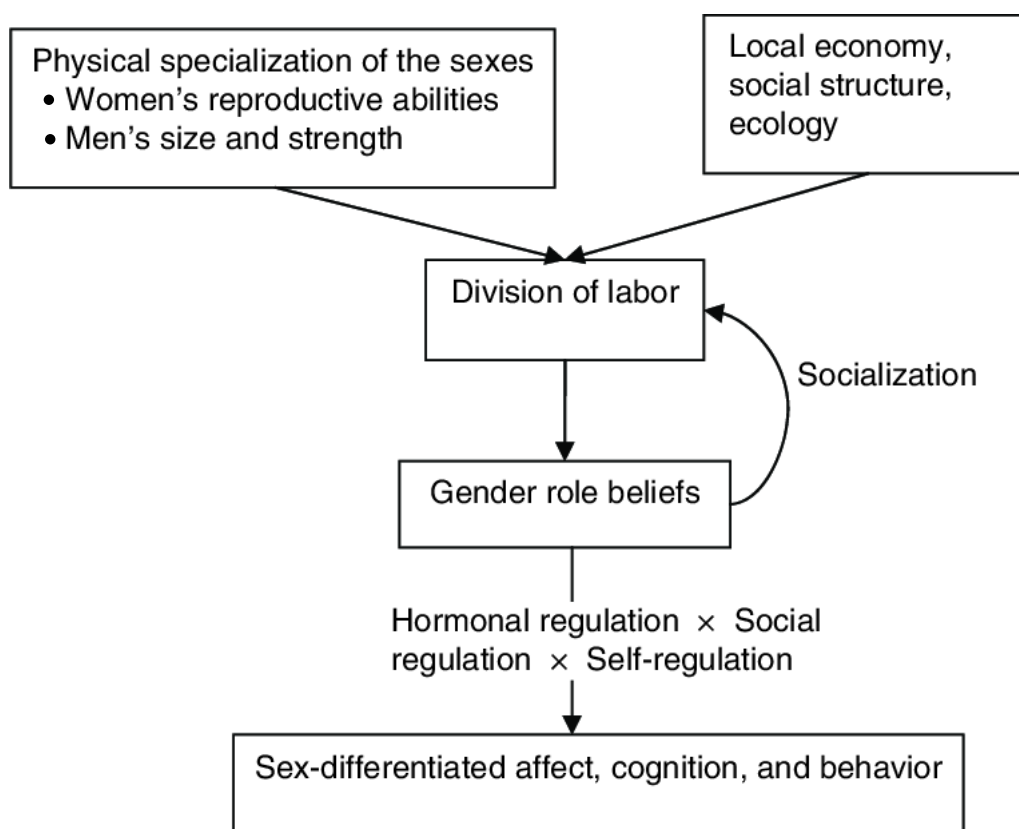 Physical specialization of the sexes
• Women's reproductive abilities
• Men's size and strength
Local economy,
social structure,
ecology
Division of labor
Socialization
Gender role beliefs
Hormonal regulation × Social
regulation × Self-regulation
Sex-differentiated affect, cognition, and behavior